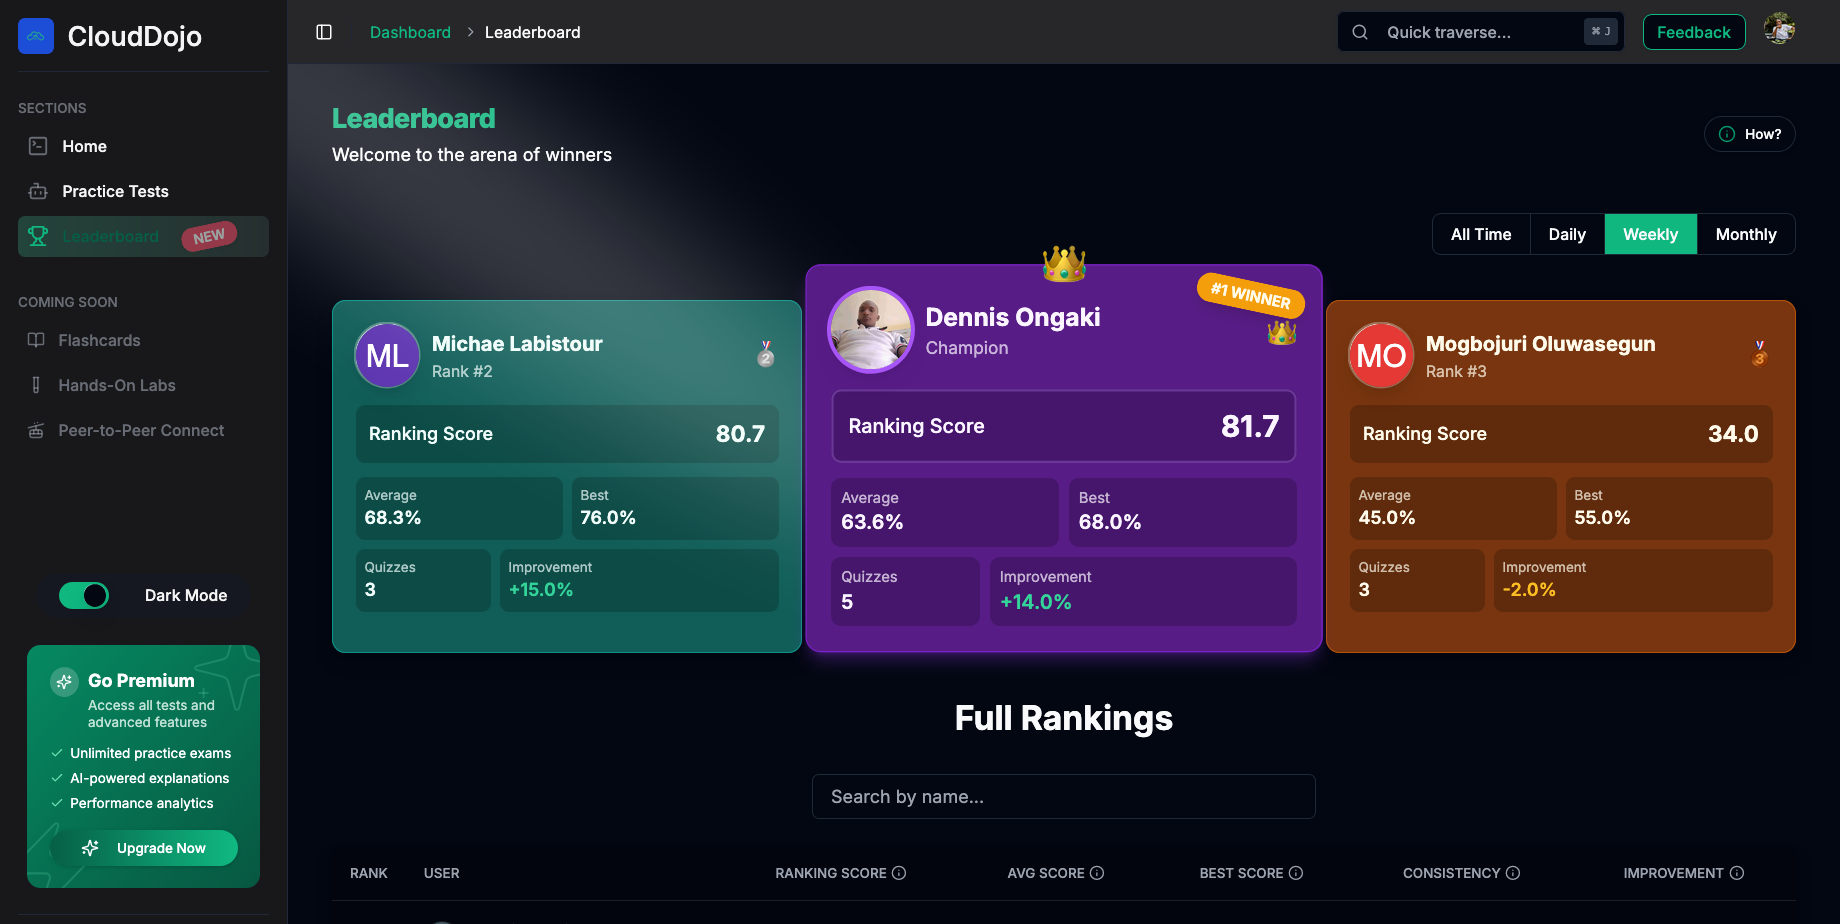 CloudDojo
Dashboard > Leaderboard
Quick traverse...
⌘ J
Feedback
SECTIONS
Home
Practice Tests
Leaderboard NEW
COMING SOON
Flashcards
Hands-On Labs
Peer-to-Peer Connect
Dark Mode
Go Premium
Access all tests and
advanced features
Unlimited practice exams
AI-powered explanations
Performance analytics
Upgrade Now
Leaderboard
Welcome to the arena of winners
How?
All Time Daily Weekly Monthly
ML
Michae Labistour
Rank #2
2
Ranking Score 80.7
Average Best
68.3% 76.0%
Quizzes Improvement
3 +15.0%
#1 WINNER
Dennis Ongaki
Champion
Ranking Score 81.7
Average Best
63.6% 68.0%
Quizzes Improvement
5 +14.0%
MO
Mogbojuri Oluwasegun
Rank #3
3
Ranking Score 34.0
Average Best
45.0% 55.0%
Quizzes Improvement
3 -2.0%
Full Rankings
Search by name...
RANK USER RANKING SCORE AVG SCORE BEST SCORE CONSISTENCY IMPROVEMENT